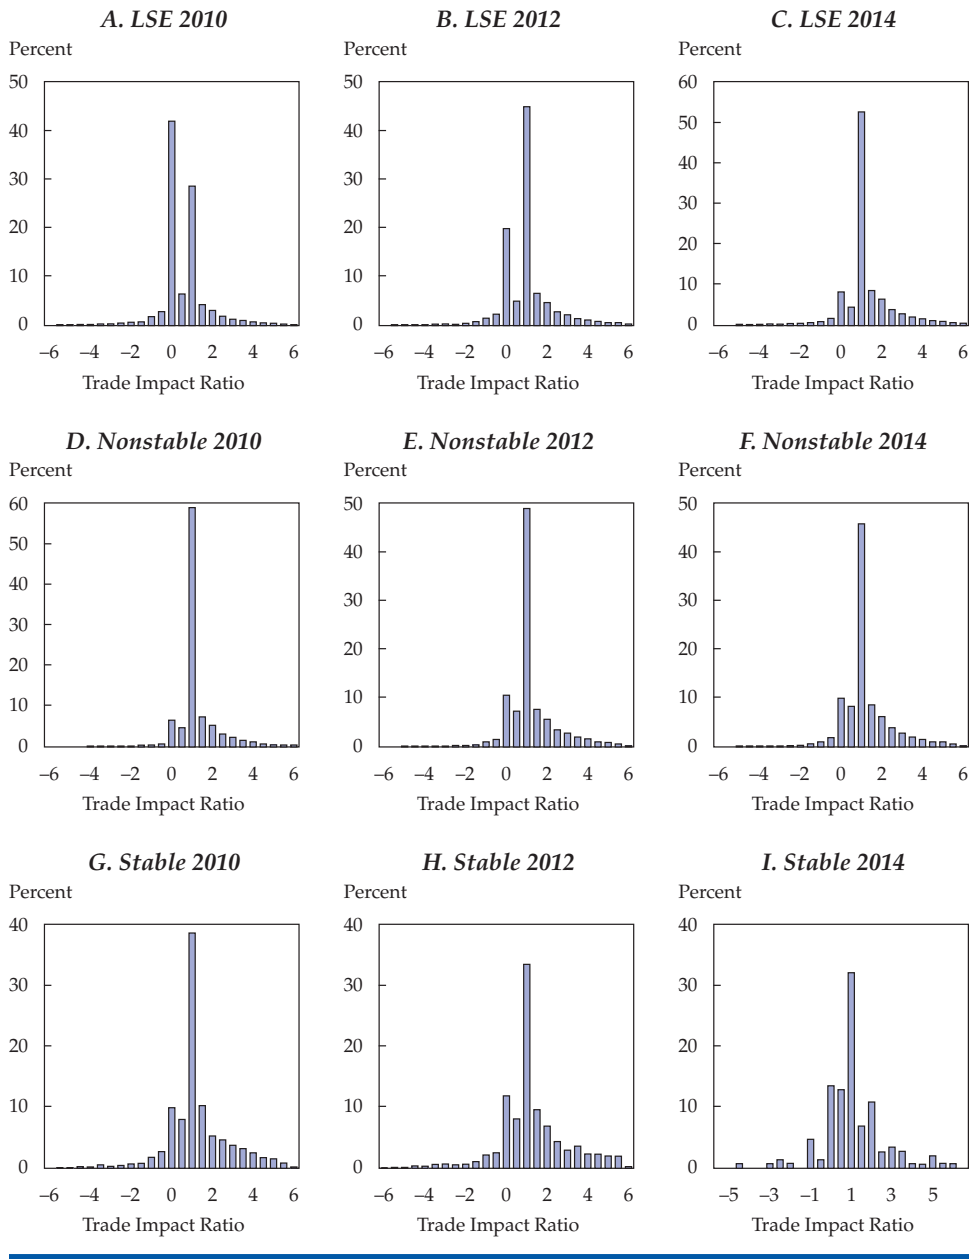 A. LSE 2010
Percent
50
40
30
20
10
0
−6 −4 −2 0 2 4 6
Trade Impact Ratio
B. LSE 2012
Percent
50
40
30
20
10
0
−6 −4 −2 0 2 4 6
Trade Impact Ratio
C. LSE 2014
Percent
60
50
40
30
20
10
0
−6 −4 −2 0 2 4 6
Trade Impact Ratio
D. Nonstable 2010
Percent
60
50
40
30
20
10
0
−6 −4 −2 0 2 4 6
Trade Impact Ratio
E. Nonstable 2012
Percent
50
40
30
20
10
0
−6 −4 −2 0 2 4 6
Trade Impact Ratio
F. Nonstable 2014
Percent
50
40
30
20
10
0
−6 −4 −2 0 2 4 6
Trade Impact Ratio
G. Stable 2010
Percent
40
30
20
10
0
−6 −4 −2 0 2 4 6
Trade Impact Ratio
H. Stable 2012
Percent
40
30
20
10
0
−6 −4 −2 0 2 4 6
Trade Impact Ratio
I. Stable 2014
Percent
40
30
20
10
0
−5 −3 −1 1 3 5
Trade Impact Ratio